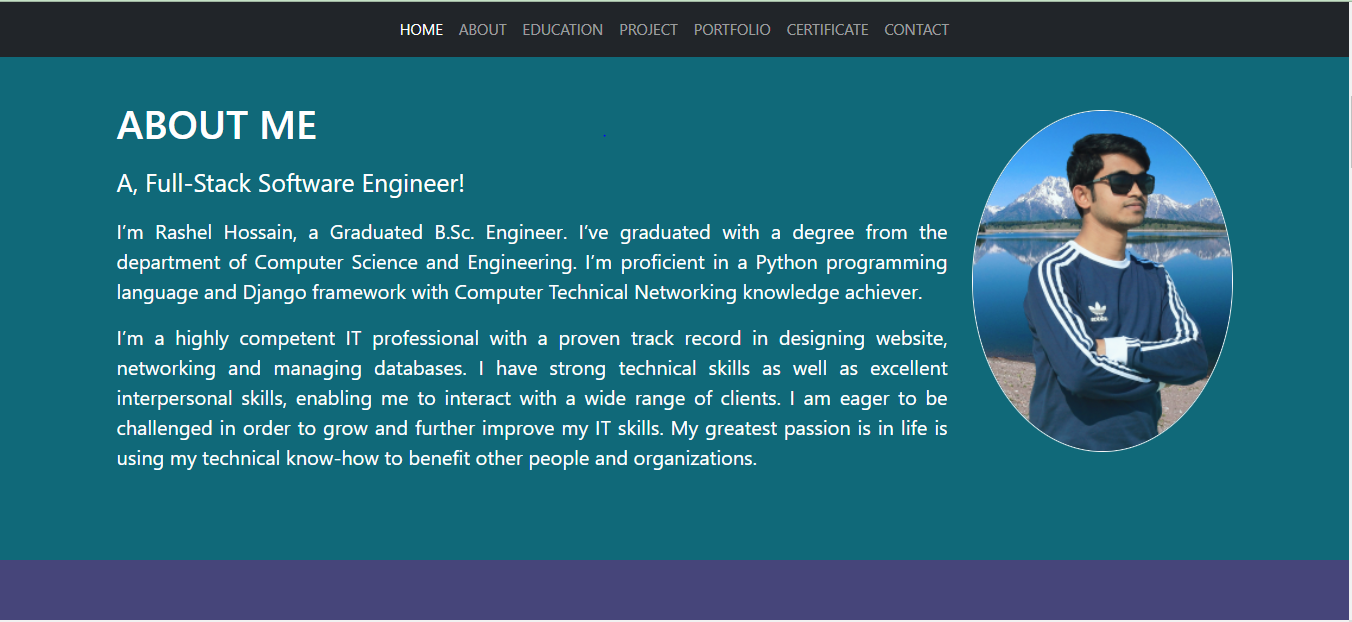 HOME ABOUT EDUCATION PROJECT PORTFOLIO CERTIFICATE CONTACT
ABOUT ME
A, Full-Stack Software Engineer!
I’m Rashel Hossain, a Graduated B.Sc. Engineer. I’ve graduated with a degree from the
department of Computer Science and Engineering. I’m proficient in a Python programming
language and Django framework with Computer Technical Networking knowledge achiever.
I’m a highly competent IT professional with a proven track record in designing website,
networking and managing databases. I have strong technical skills as well as excellent
interpersonal skills, enabling me to interact with a wide range of clients. I am eager to be
challenged in order to grow and further improve my IT skills. My greatest passion is in life is
using my technical know-how to benefit other people and organizations.
adidas